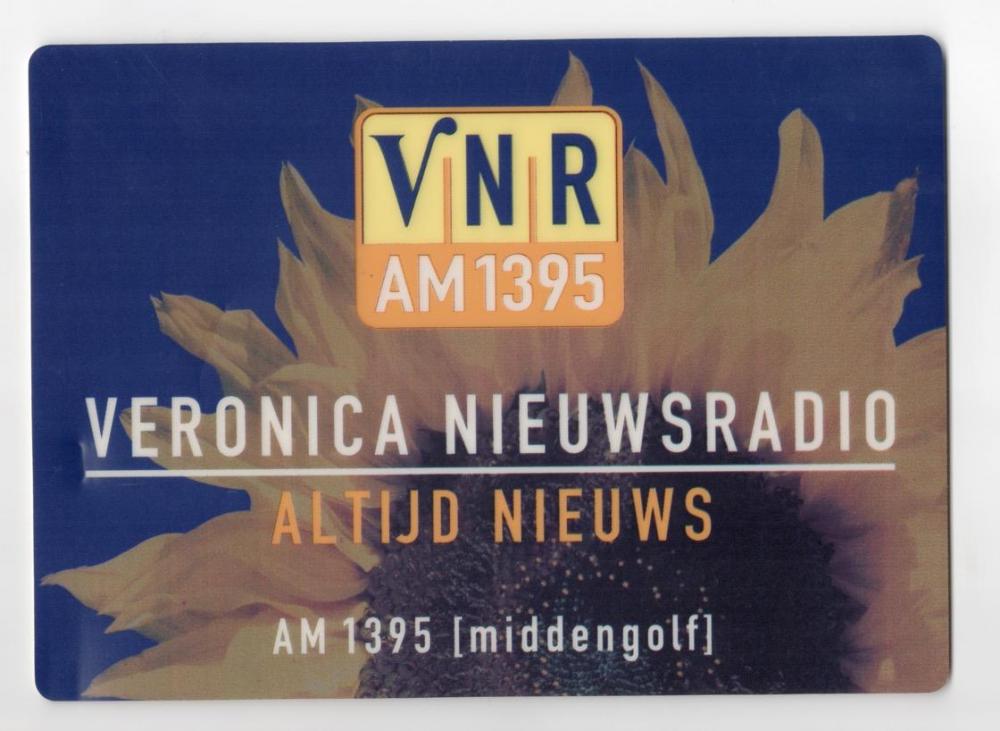 VNR
AM 1395
VERONICA NIEUWSRADIO
ALTIJD NIEUWS
AM 1395 [middengolf]